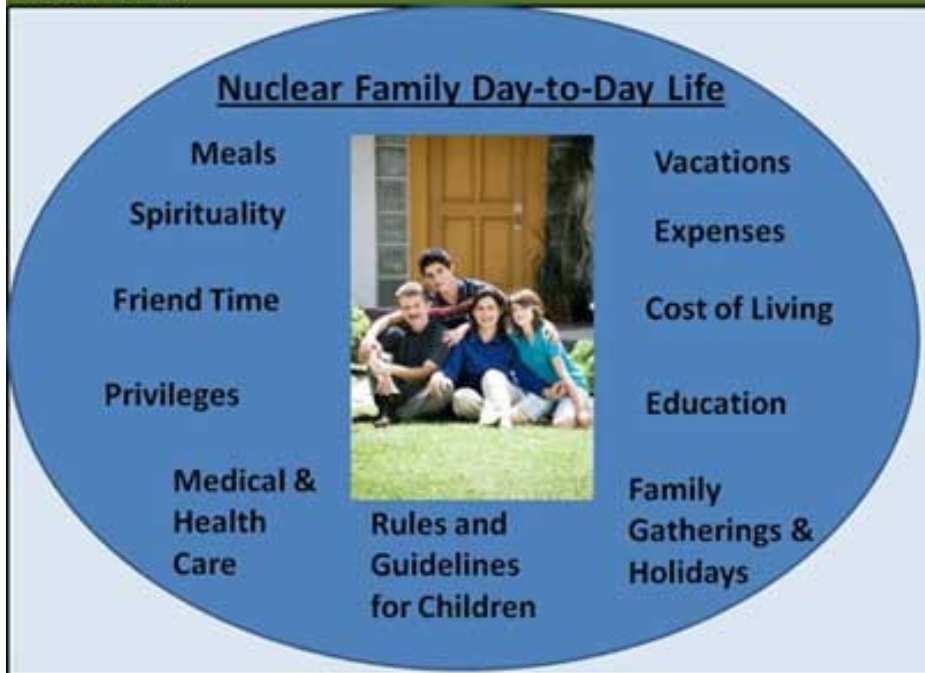 Nuclear Family Day-to-Day Life
Meals
Spirituality
Friend Time
Privileges
Medical &
Health
Care
Rules and
Guidelines
for Children
Vacations
Expenses
Cost of Living
Education
Family
Gatherings &
Holidays